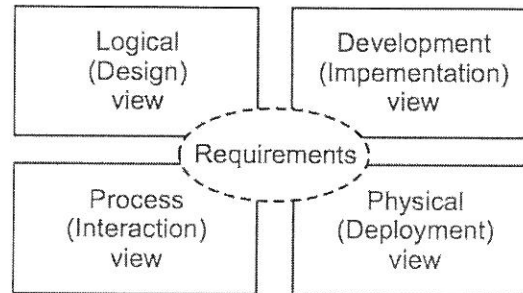 Logical
(Design)
view
Development
(Impementation)
view
Requirements
Process
(Interaction)
view
Physical
(Deployment)
view